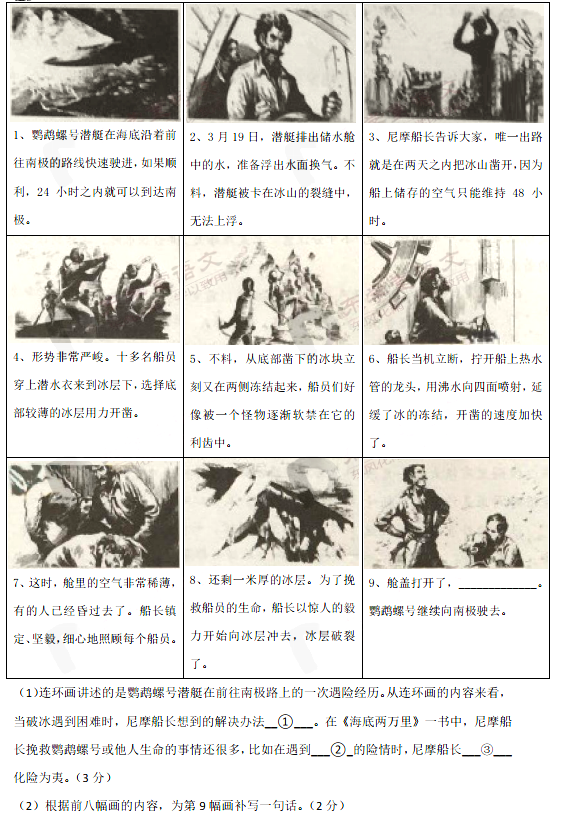 1、鹦鹉螺号潜艇在海底沿着前
往南极的路线快速驶进，如果顺
利，24 小时之内就可以到达南
极。
2、3 月 19 日，潜艇排出储水舱
中的水，准备浮出水面换气。不
料，潜艇被卡在冰山的裂缝中，
无法上浮。
3、尼摩船长告诉大家，唯一出路
就是在两天之内把冰山凿开，因为
船上储存的空气只能维持 48 小
时。
4、形势非常严峻。十多名船员
穿上潜水衣来到冰层下，选择底
部较薄的冰层用力开凿。
5、不料，从底部凿下的冰块立
刻又在两侧冻结起来，船员们好
像被一个怪物逐渐软禁在它的
利齿中。
6、船长当机立断，拧开船上热水
管的龙头，用沸水向四面喷射，延
缓了冰的冻结，开凿的速度加快
了。
7、这时，舱里的空气非常稀薄，
有的人已经昏过去了。船长镇
定、坚毅，细心地照顾每个船员。
8、还剩一米厚的冰层。为了挽
救船员的生命，船长以惊人的毅
力开始向冰层冲去，冰层破裂
了。
9、舱盖打开了，_____________。
鹦鹉螺号继续向南极驶去。
（1）连环画讲述的是鹦鹉螺号潜艇在前往南极路上的一次遇险经历。从连环画的内容来看，
当破冰遇到困难时，尼摩船长想到的解决办法__①___。在《海底两万里》一书中，尼摩船
长挽救鹦鹉螺号或他人生命的事情还很多，比如在遇到___②_的险情时，尼摩船长___③___
化险为夷。（3 分）
（2）根据前八幅画的内容，为第 9 幅画补写一句话。（2 分）